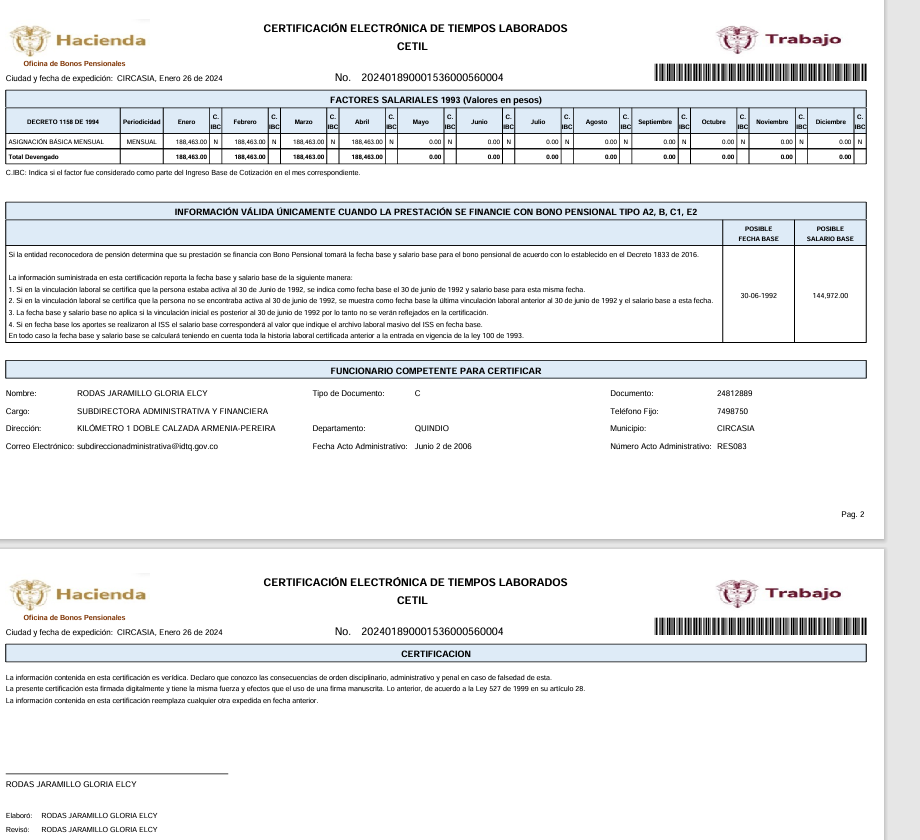 CERTIFICACIÓN ELECTRÓNICA DE TIEMPOS LABORADOS
CETIL
Hacienda
Trabajo
Oficina de Bonos Pensionales
Ciudad y fecha de expedición: CIRCASIA, Enero 26 de 2024
No. 202401890001536000560004
FACTORES SALARIALES 1993 (Valores en pesos)
DECRETO 1158 DE 1994 Periodicidad Enero C. IBC Febrero C. IBC Marzo C. IBC Abril C. IBC Mayo C. IBC Junio C. IBC Julio C. IBC Agosto C. IBC Septiembre C. IBC Octubre C. IBC Noviembre C. IBC Diciembre C. IBC
ASIGNACIÓN BÁSICA MENSUAL MENSUAL 188,463.00 N 188,463.00 N 188,463.00 N 188,463.00 N 0.00 N 0.00 N 0.00 N 0.00 N 0.00 N 0.00 N 0.00 N 0.00 N
Total Devengado 188,463.00 188,463.00 188,463.00 188,463.00 0.00 0.00 0.00 0.00 0.00 0.00 0.00 0.00
C.IBC: Indica si el factor fue considerado como parte del Ingreso Base de Cotización en el mes correspondiente.
INFORMACIÓN VÁLIDA ÚNICAMENTE CUANDO LA PRESTACIÓN SE FINANCIE CON BONO PENSIONAL TIPO A2, B, C1, E2
POSIBLE FECHA BASE
POSIBLE SALARIO BASE
Si la entidad reconocedora de pensión determina que su prestación se financia con Bono Pensional tomará la fecha base y salario base para el bono pensional de acuerdo con lo establecido en el Decreto 1833 de 2016.
La información suministrada en esta certificación reporta la fecha base y salario base de la siguiente manera:
1. Si en la vinculación laboral se certifica que la persona estaba activa al 30 de Junio de 1992, se indica como fecha base el 30 de junio de 1992 y salario base para esta misma fecha.
2. Si en la vinculación laboral se certifica que la persona no se encontraba activa al 30 de junio de 1992, se muestra como fecha base la última vinculación laboral anterior al 30 de junio de 1992 y el salario base a esta fecha.
3. La fecha base y salario base no aplica si la vinculación inicial es posterior al 30 de junio de 1992 por lo tanto no se verán reflejados en la certificación.
4. Si en fecha base los aportes se realizaron al ISS el salario base corresponderá al valor que indique el archivo laboral masivo del ISS en fecha base.
En todo caso la fecha base y salario base se calculará teniendo en cuenta toda la historia laboral certificada anterior a la entrada en vigencia de la ley 100 de 1993.
30-06-1992
144,972.00
FUNCIONARIO COMPETENTE PARA CERTIFICAR
Nombre: RODAS JARAMILLO GLORIA ELCY Tipo de Documento: C Documento: 24812889
Cargo: SUBDIRECTORA ADMINISTRATIVA Y FINANCIERA Teléfono Fijo: 7498750
Dirección: KILÓMETRO 1 DOBLE CALZADA ARMENIA-PEREIRA Departamento: QUINDIO Municipio: CIRCASIA
Correo Electrónico: subdireccionadministrativa@idtq.gov.co Fecha Acto Administrativo: Junio 2 de 2006 Número Acto Administrativo: RES083
Pag. 2
CERTIFICACIÓN ELECTRÓNICA DE TIEMPOS LABORADOS
CETIL
Hacienda
Trabajo
Oficina de Bonos Pensionales
Ciudad y fecha de expedición: CIRCASIA, Enero 26 de 2024
No. 202401890001536000560004
CERTIFICACION
La información contenida en esta certificación es verídica. Declaro que conozco las consecuencias de orden disciplinario, administrativo y penal en caso de falsedad de esta.
La presente certificación esta firmada digitalmente y tiene la misma fuerza y efectos que el uso de una firma manuscrita. Lo anterior, de acuerdo a la Ley 527 de 1999 en su artículo 28.
La información contenida en esta certificación reemplaza cualquier otra expedida en fecha anterior.
RODAS JARAMILLO GLORIA ELCY
Elaboró: RODAS JARAMILLO GLORIA ELCY
Revisó: RODAS JARAMILLO GLORIA ELCY